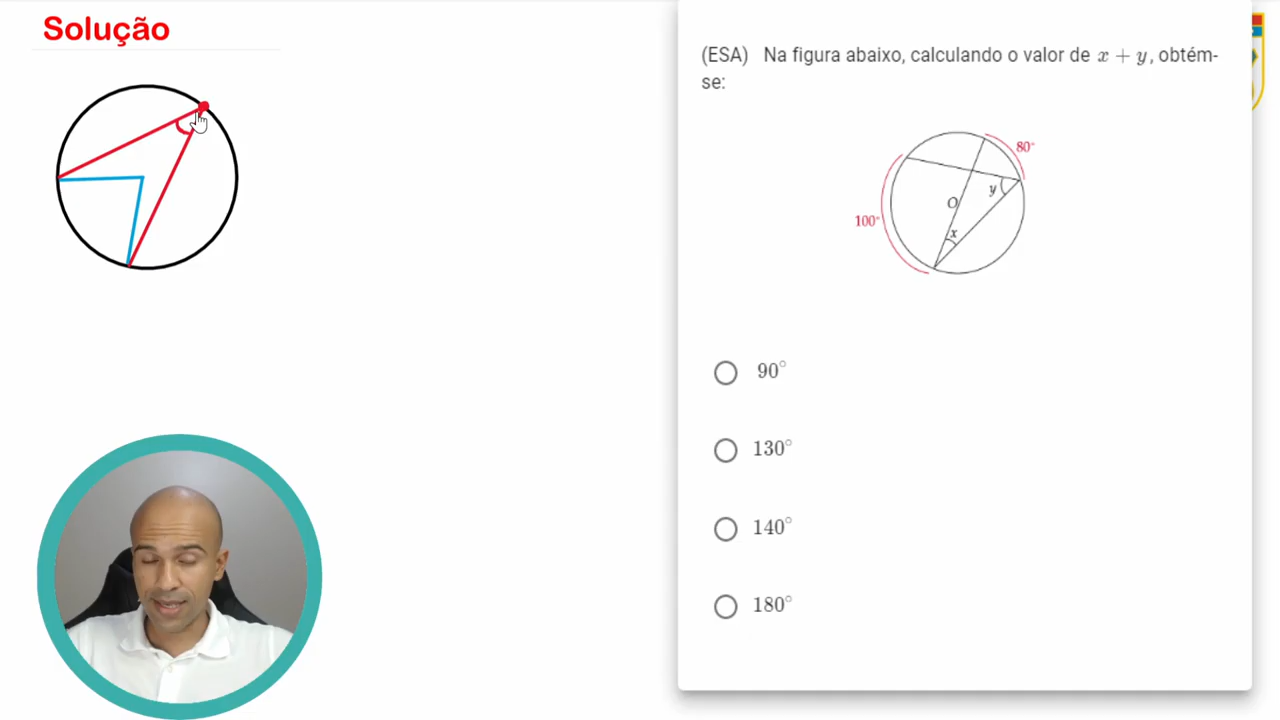 Solução
(ESA) Na figura abaixo, calculando o valor de x + y, obtém-
se:
80°
y
O
100°
x
90°
130°
140°
180°